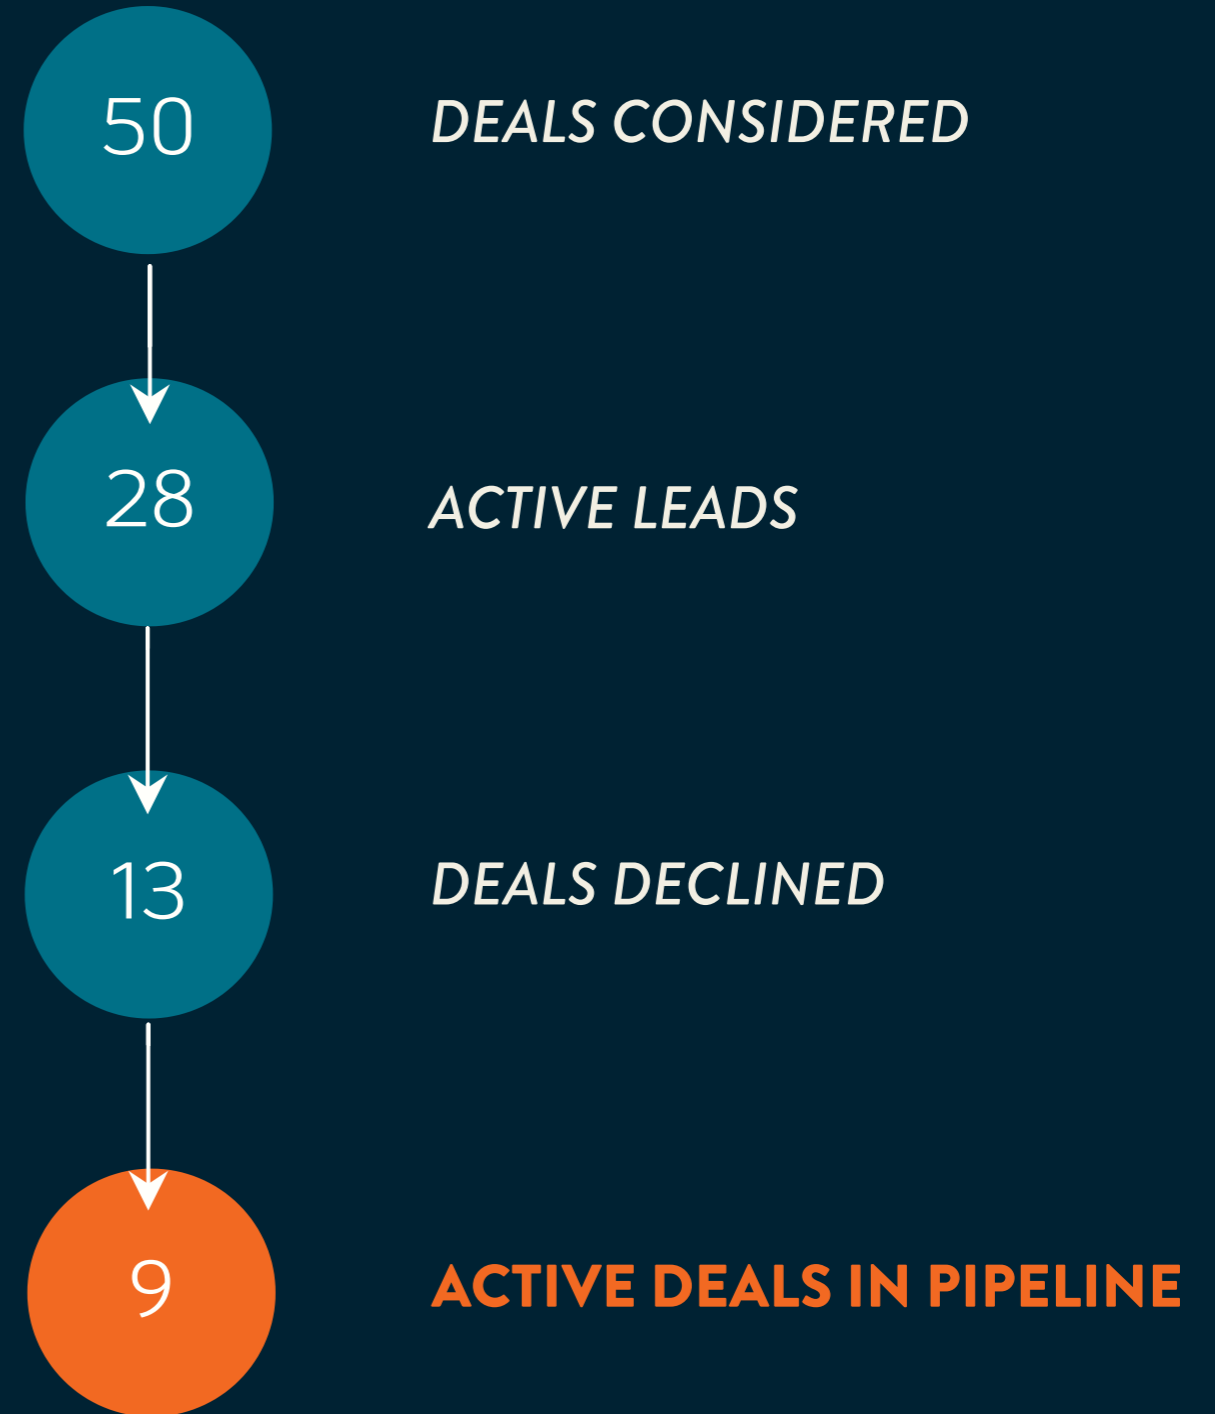 50
DEALS CONSIDERED
28
ACTIVE LEADS
13
DEALS DECLINED
9
ACTIVE DEALS IN PIPELINE